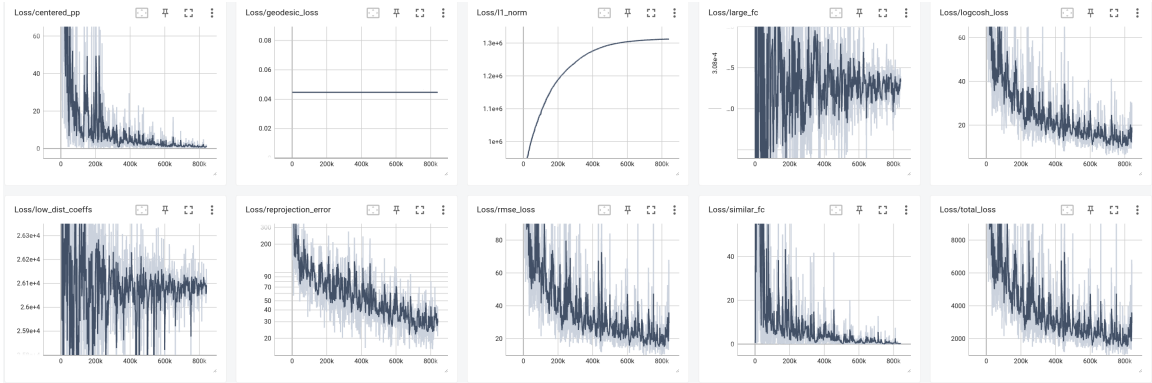 Loss/centered_pp
60
40
20
0
0 200k 400k 600k 800k
Loss/geodesic_loss
0.08
0.06
0.04
0.02
0 200k 400k 600k 800k
Loss/l1_norm
1.3e+6
1.2e+6
1.1e+6
1e+6
0 200k 400k 600k 800k
Loss/large_fc
3.08e-4
..5
..0
0 200k 400k 600k 800k
Loss/logcosh_loss
60
40
20
0 200k 400k 600k 800k
Loss/low_dist_coeffs
2.63e+4
2.62e+4
2.61e+4
2.6e+4
2.59e+4
0 200k 400k 600k 800k
Loss/reprojection_error
300
200
90
70
50
40
30
20
0 200k 400k 600k 800k
Loss/rmse_loss
80
60
40
20
0 200k 400k 600k 800k
Loss/similar_fc
40
20
0
0 200k 400k 600k 800k
Loss/total_loss
8000
6000
4000
2000
0 200k 400k 600k 800k